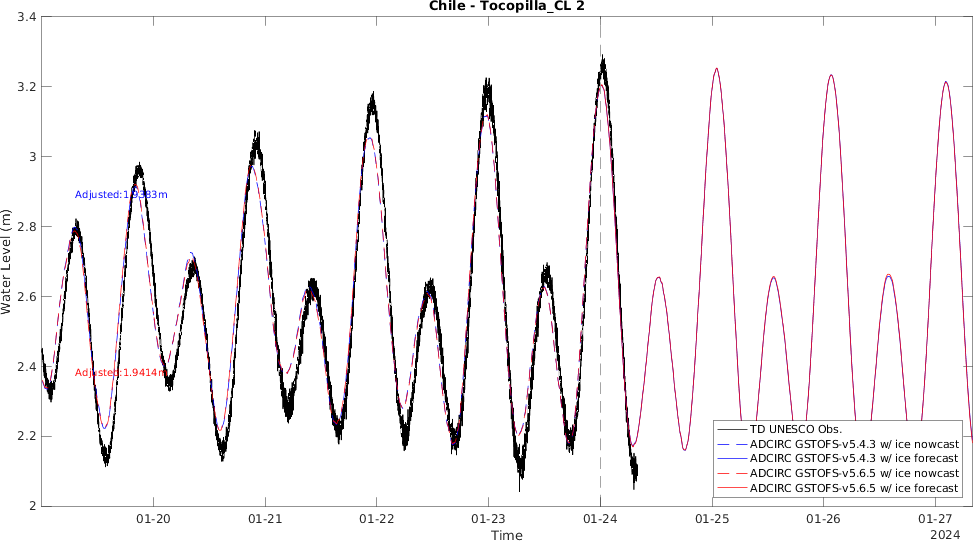 Chile - Tocopilla_CL 2
3.4
3.2
3
2.8
2.6
2.4
2.2
2
Water Level (m)
Adjusted:1.9383m
Adjusted:1.9414m
TD UNESCO Obs.
ADCIRC GSTOFS-v5.4.3 w/ ice nowcast
ADCIRC GSTOFS-v5.4.3 w/ ice forecast
ADCIRC GSTOFS-v5.6.5 w/ ice nowcast
ADCIRC GSTOFS-v5.6.5 w/ ice forecast
01-20 01-21 01-22 01-23 01-24 01-25 01-26 01-27
Time
2024